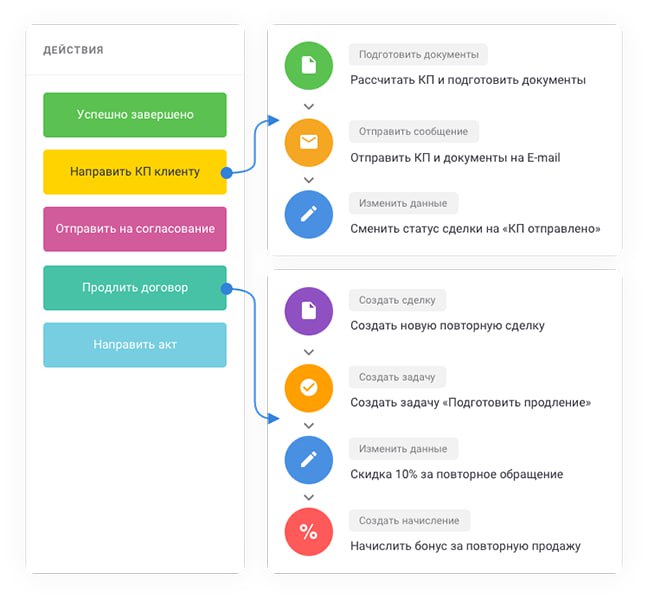 ДЕЙСТВИЯ
Успешно завершено
Направить КП клиенту
Отправить на согласование
Продлить договор
Направить акт
Подготовить документы
Рассчитать КП и подготовить документы
Отправить сообщение
Отправить КП и документы на E-mail
Изменить данные
Сменить статус сделки на «КП отправлено»
Создать сделку
Создать новую повторную сделку
Создать задачу
Создать задачу «Подготовить продление»
Изменить данные
Скидка 10% за повторное обращение
Создать начисление
%
Начислить бонус за повторную продажу